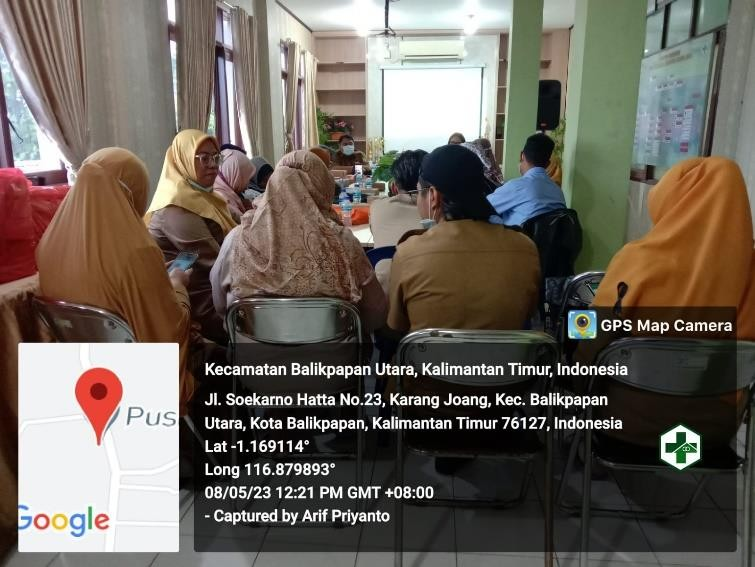 GPS Map Camera
Kecamatan Balikpapan Utara, Kalimantan Timur, Indonesia
Jl. Soekarno Hatta No.23, Karang Joang, Kec. Balikpapan
Utara, Kota Balikpapan, Kalimantan Timur 76127, Indonesia
Lat -1.169114°
Long 116.879893°
08/05/23 12:21 PM GMT +08:00
- Captured by Arif Priyanto
Pus
Google